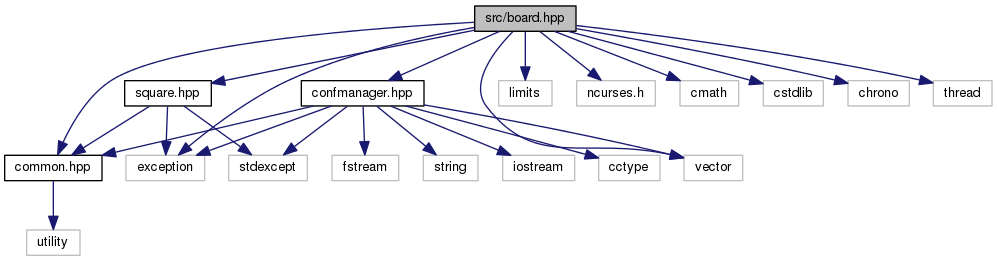 src/board.hpp
square.hpp
confmanager.hpp
limits
ncurses.h
cmath
cstdlib
chrono
thread
common.hpp
exception
stdexcept
fstream
string
iostream
cctype
vector
utility